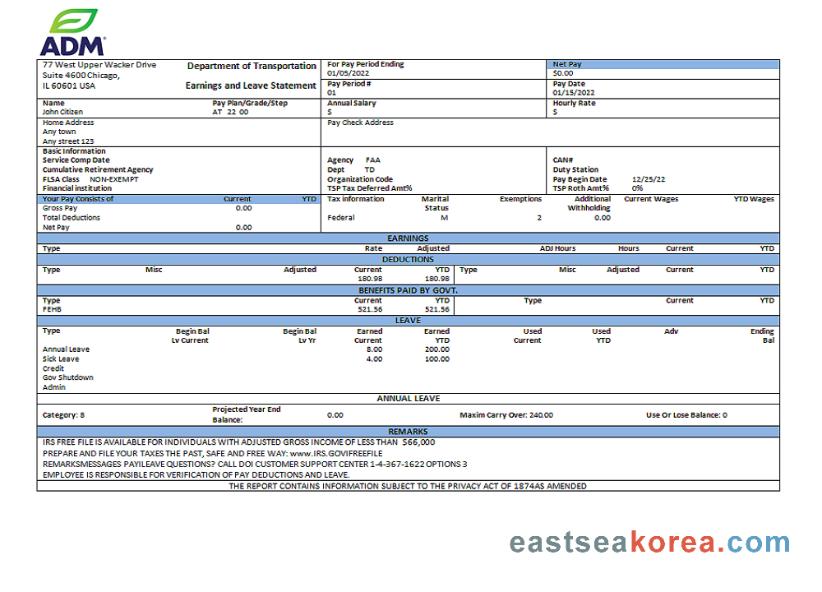 ADM
77 West Upper Wacker Drive
Suite 4600 Chicago,
IL 60601 USA
Department of Transportation
Earnings and Leave Statement
For Pay Period Ending
01/05/2022
Net Pay
$0.00
Pay Period #
01
Pay Date
01/15/2022
Name Pay Plan/Grade/Step
John Citizen AT 22 00
Annual Salary
$
Hourly Rate
$
Home Address
Any town
Any street 123
Pay Check Address
Basic Information
Service Comp Date
Cumulative Retirement Agency
FLSA Class NON-EXEMPT
Financial institution
Agency FAA
Dept TD
Organization Code
TSP Tax Deferred Amt%
CAN#
Duty Station
Pay Begin Date 12/25/22
TSP Roth Amt% 0%
Your Pay Consists of Current YTD
Gross Pay 0.00
Total Deductions
Net Pay 0.00
Tax information Marital Status Exemptions Additional Withholding Current Wages YTD Wages
Federal M 2 0.00
EARNINGS
Type Rate Adjusted ADJ Hours Hours Current YTD
DEDUCTIONS
Type Misc Adjusted Current YTD Type Misc Adjusted Current YTD
180.98 180.98
BENEFITS PAID BY GOVT.
Type Current YTD Type Current YTD
FEHB 521.56 521.56
LEAVE
Type Begin Bal Begin Bal Earned Earned Used Used Adv Ending
Lv Current Lv Yr Current YTD Current YTD Bal
Annual Leave 8.00 200.00
Sick Leave 4.00 100.00
Credit
Gov Shutdown
Admin
ANNUAL LEAVE
Category: 8 Projected Year End Balance: 0.00 Maxim Carry Over: 240.00 Use Or Lose Balance: 0
REMARKS
IRS FREE FILE IS AVAILABLE FOR INDIVIDUALS WITH ADJUSTED GROSS INCOME OF LESS THAN $66,000
PREPARE AND FILE YOUR TAXES THE PAST, SAFE AND FREE WAY: www.IRS.GOVIFREEFILE
REMARKSMESSAGES PAYILEAVE QUESTIONS? CALL DOI CUSTOMER SUPPORT CENTER 1-4-367-1622 OPTIONS 3
EMPLOYEE IS RESPONSIBLE FOR VERIFICATION OF PAY DEDUCTIONS AND LEAVE.
THE REPORT CONTAINS INFORMATION SUBJECT TO THE PRIVACY ACT OF 1874AS AMENDED
eastseakorea.com